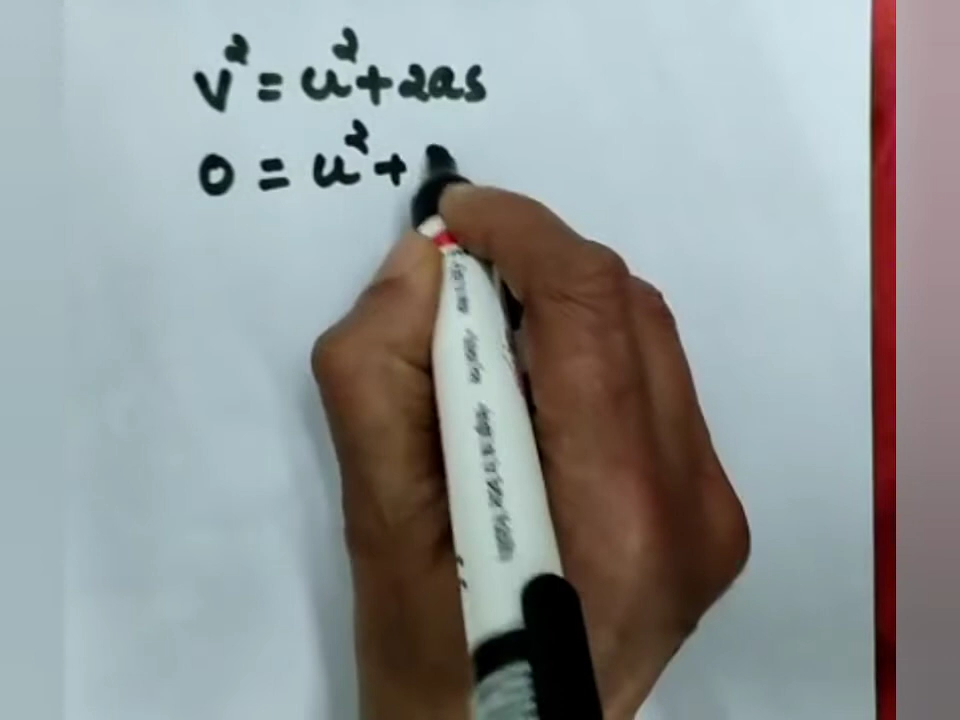 v² = u² + 2as
0 = u² +